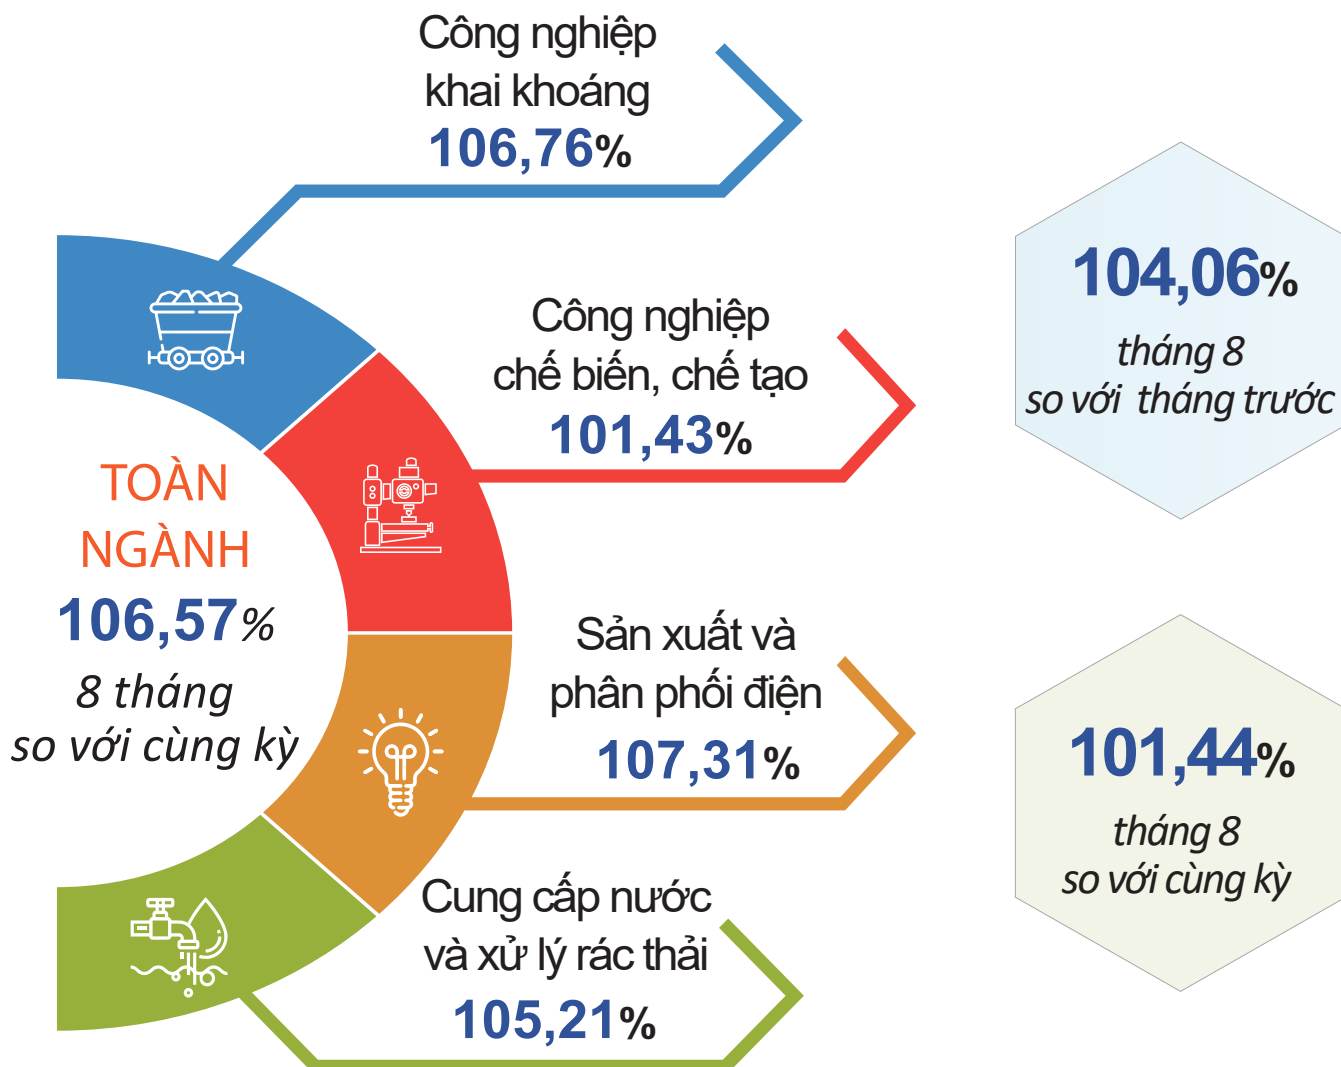 Công nghiệp
khai khoáng
106,76%
Công nghiệp
chế biến, chế tạo
101,43%
TOÀN
NGÀNH
106,57%
8 tháng
so với cùng kỳ
Sản xuất và
phân phối điện
107,31%
Cung cấp nước
và xử lý rác thải
105,21%
104,06%
tháng 8
so với tháng trước
101,44%
tháng 8
so với cùng kỳ